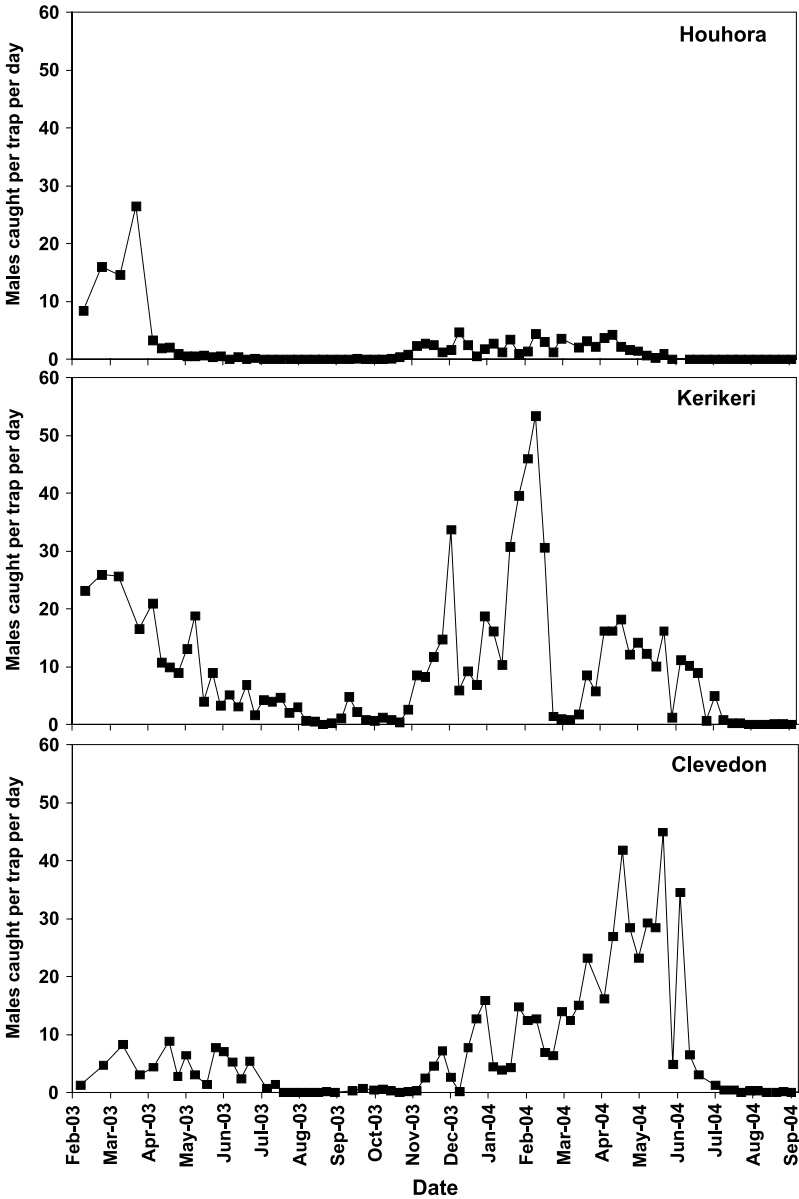 Houhora
Males caught per trap per day
60
50
40
30
20
10
0
Kerikeri
Males caught per trap per day
60
50
40
30
20
10
0
Clevedon
Males caught per trap per day
60
50
40
30
20
10
0
Feb-03
Mar-03
Apr-03
May-03
Jun-03
Jul-03
Aug-03
Sep-03
Oct-03
Nov-03
Dec-03
Jan-04
Feb-04
Mar-04
Apr-04
May-04
Jun-04
Jul-04
Aug-04
Sep-04
Date